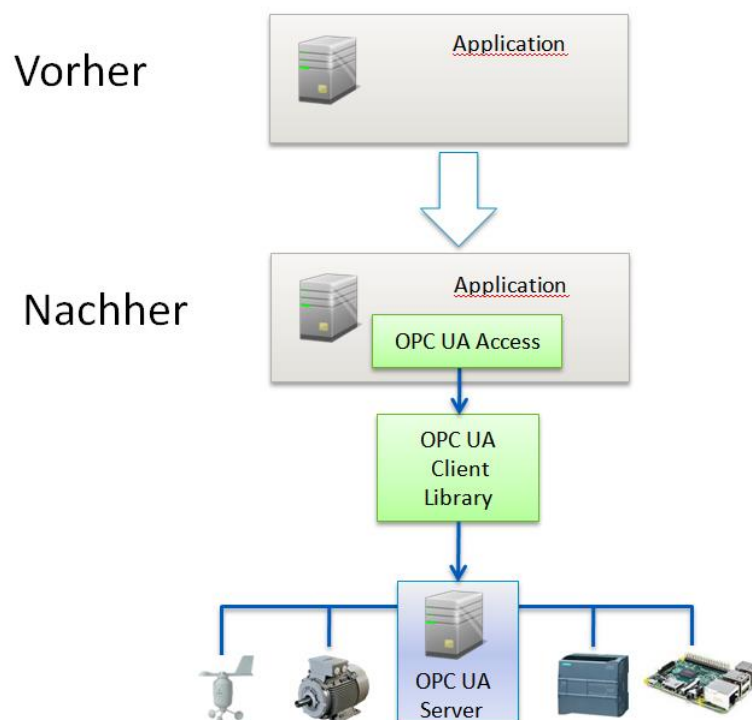 Vorher
Application
Nachher
Application
OPC UA Access
OPC UA
Client
Library
OPC UA
Server